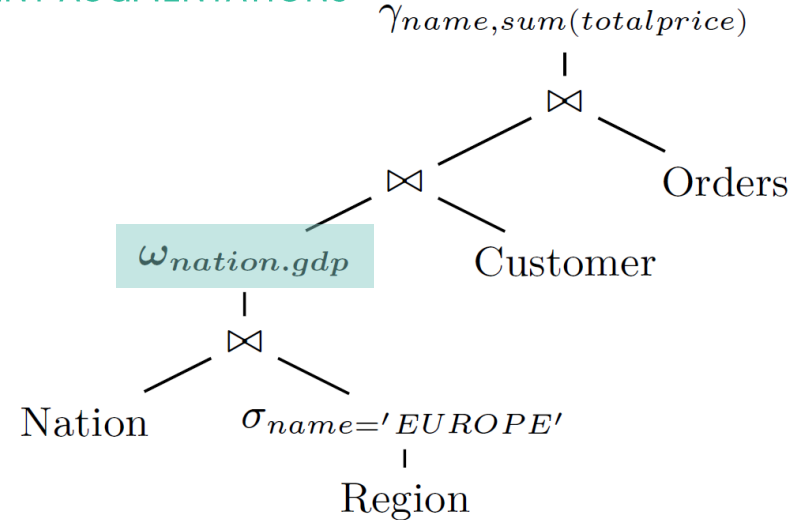 γname,sum(totalprice)
⋈
⋈
Orders
ωnation.gdp
Customer
⋈
Nation
σname='EUROPE'
Region